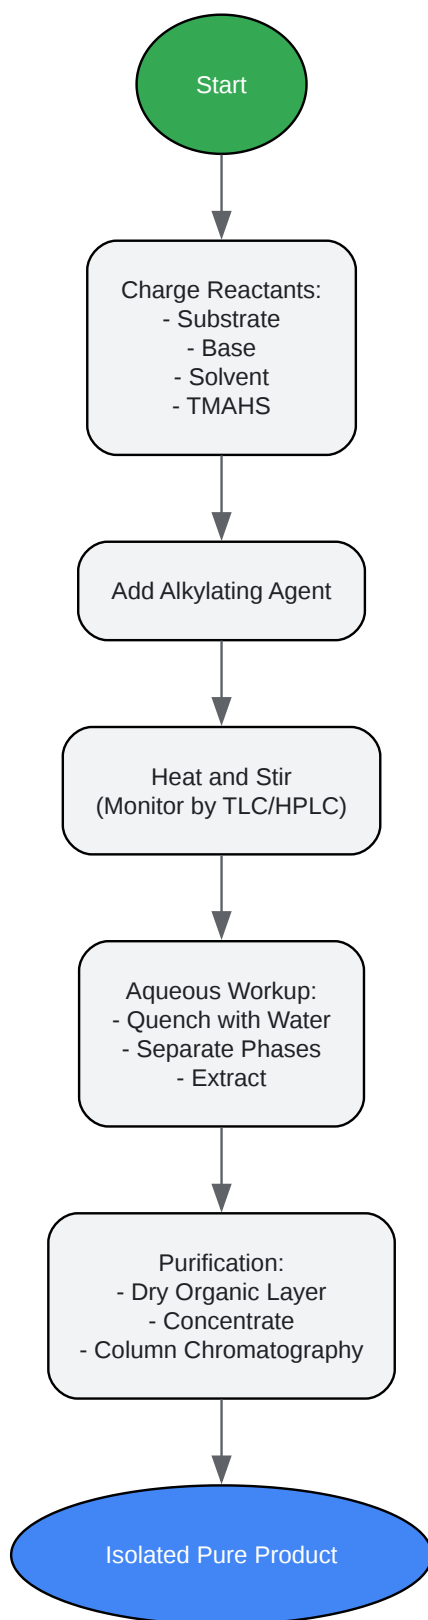 Start
Charge Reactants:
- Substrate
- Base
- Solvent
- TMAHS
Add Alkylating Agent
Heat and Stir
(Monitor by TLC/HPLC)
Aqueous Workup:
- Quench with Water
- Separate Phases
- Extract
Purification:
- Dry Organic Layer
- Concentrate
- Column Chromatography
Isolated Pure Product